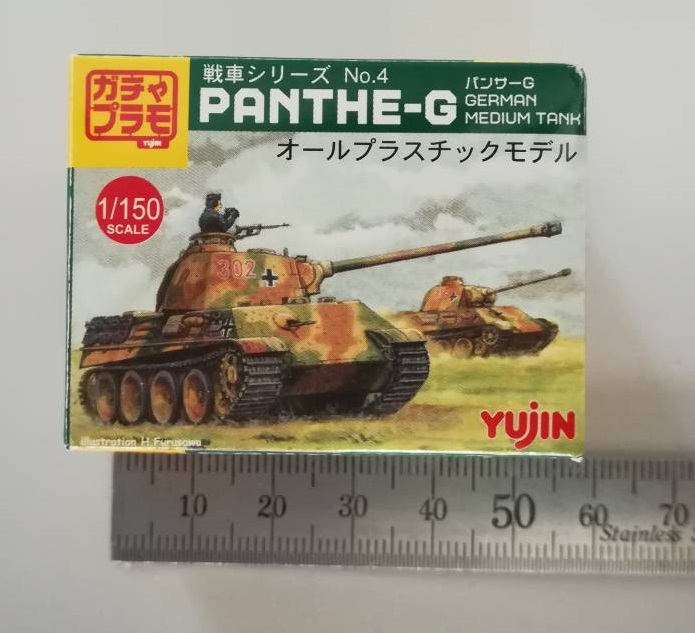 ガチャ
プラモ
Yujin
戦車シリーズ No.4
PANTHE-G
パンサーG
GERMAN
MEDIUM TANK
オールプラスチックモデル
1/150
SCALE
302
YUJIN
Illustration H.Furusawa
10 20 30 40 50 60 70
Stainless